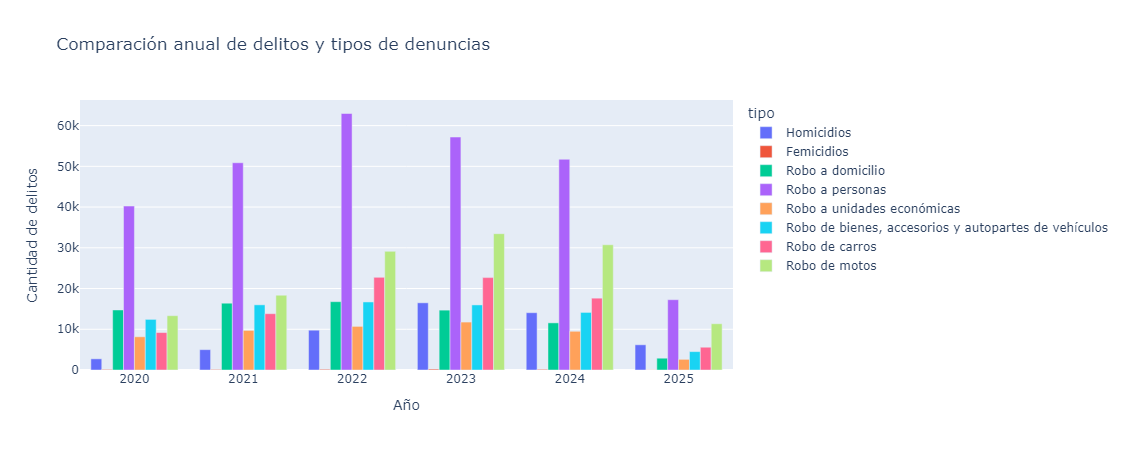 Comparación anual de delitos y tipos de denuncias
tipo
Homicidios
Femicidios
Robo a domicilio
Robo a personas
Robo a unidades económicas
Robo de bienes, accesorios y autopartes de vehículos
Robo de carros
Robo de motos
Cantidad de delitos
60k
50k
40k
30k
20k
10k
0
2020 2021 2022 2023 2024 2025
Año